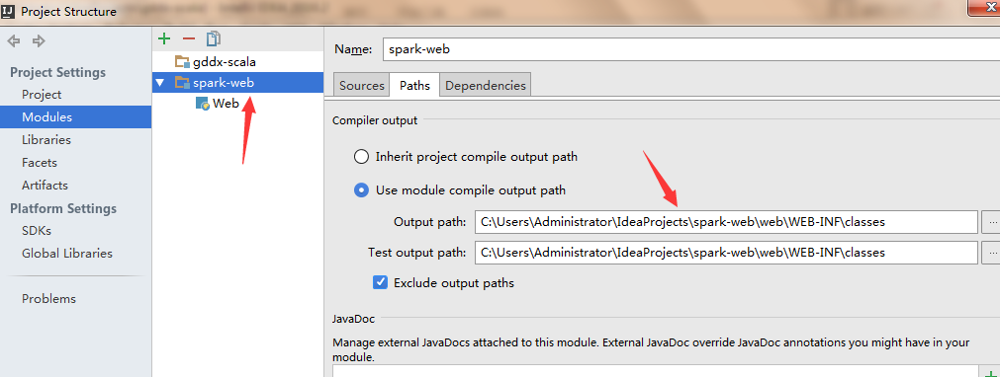 Project Structure
Project Settings
Project
Modules
Libraries
Facets
Artifacts
Platform Settings
SDKs
Global Libraries
Problems
gddx-scala
spark-web
Web
Name: spark-web
Sources Paths Dependencies
Compiler output
Inherit project compile output path
Use module compile output path
Output path: C:\Users\Administrator\IdeaProjects\spark-web\web\WEB-INF\classes ...
Test output path: C:\Users\Administrator\IdeaProjects\spark-web\web\WEB-INF\classes ...
Exclude output paths
JavaDoc
Manage external JavaDocs attached to this module. External JavaDoc override JavaDoc annotations you might have in your
module.